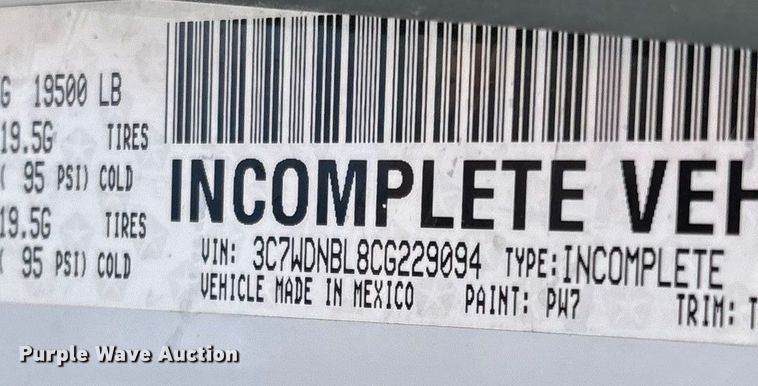 G 19500 LB
19.5G TIRES
( 95 PSI) COLD
19.5G TIRES
( 95 PSI) COLD
INCOMPLETE VEH
VIN: 3C7WDNBL8CG229094 TYPE: INCOMPLETE
VEHICLE MADE IN MEXICO PAINT: PW7 TRIM: T
Purple Wave Auction